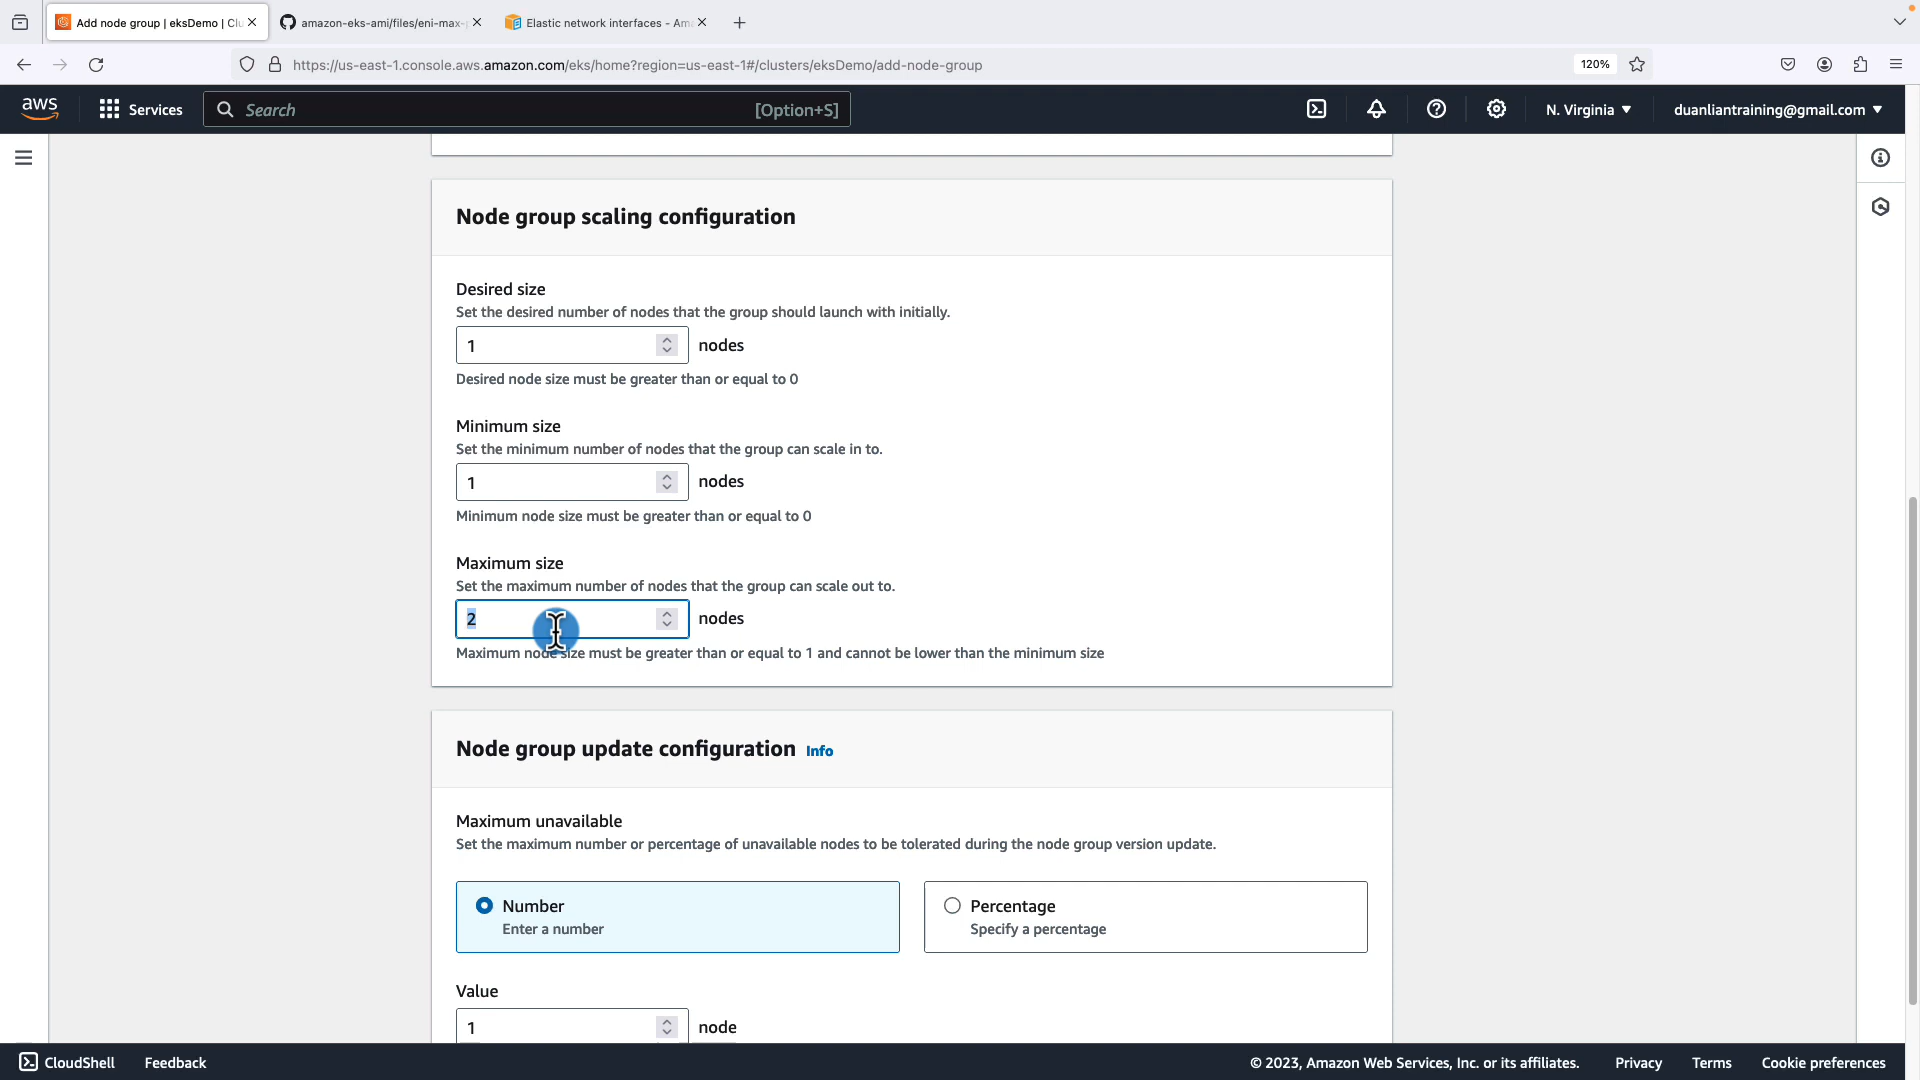 Add node group | eksDemo | Cl
amazon-eks-ami/files/eni-max-
Elastic network interfaces - Am
https://us-east-1.console.aws.amazon.com/eks/home?region=us-east-1#/clusters/eksDemo/add-node-group
120%
aws
Services
Search
[Option+S]
N. Virginia
duanliantraining@gmail.com
Node group scaling configuration
Desired size
Set the desired number of nodes that the group should launch with initially.
1 nodes
Desired node size must be greater than or equal to 0
Minimum size
Set the minimum number of nodes that the group can scale in to.
1 nodes
Minimum node size must be greater than or equal to 0
Maximum size
Set the maximum number of nodes that the group can scale out to.
2 nodes
Maximum node size must be greater than or equal to 1 and cannot be lower than the minimum size
Node group update configuration Info
Maximum unavailable
Set the maximum number or percentage of unavailable nodes to be tolerated during the node group version update.
Number
Enter a number
Percentage
Specify a percentage
Value
1 node
CloudShell
Feedback
© 2023, Amazon Web Services, Inc. or its affiliates.
Privacy
Terms
Cookie preferences